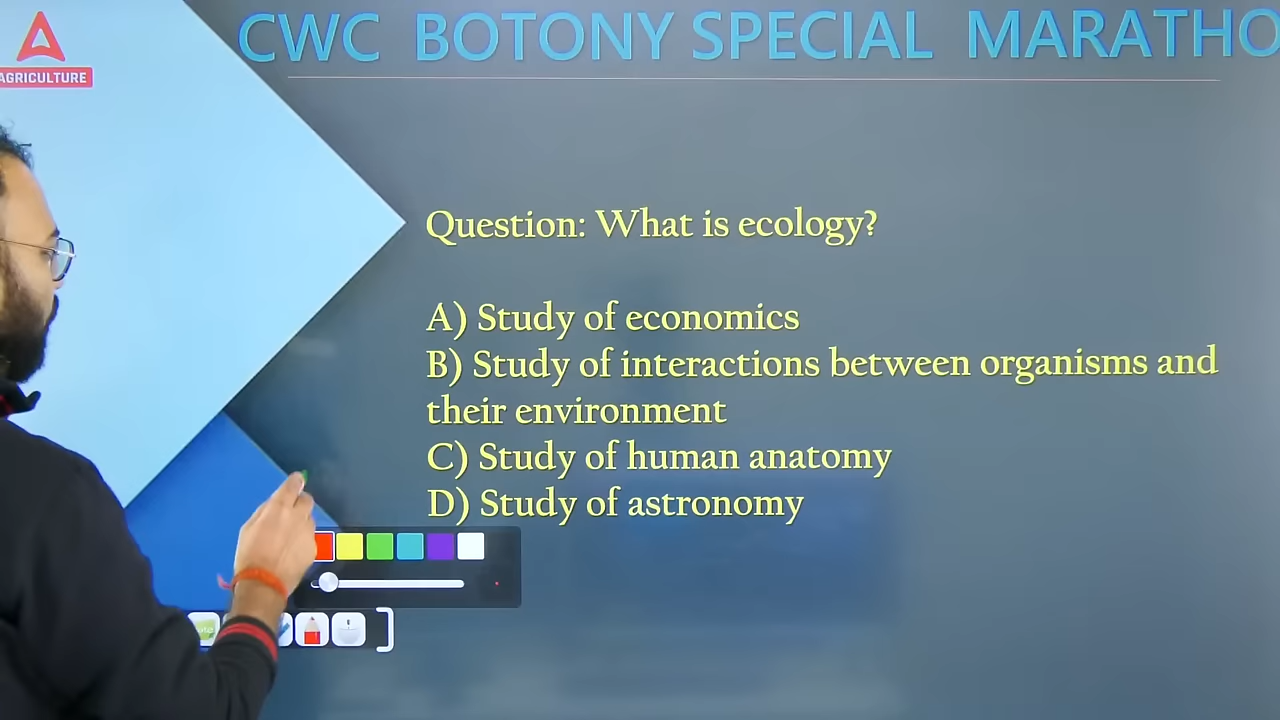 CWC BOTONY SPECIAL MARATHO
AGRICULTURE
Question: What is ecology?
A) Study of economics
B) Study of interactions between organisms and
their environment
C) Study of human anatomy
D) Study of astronomy